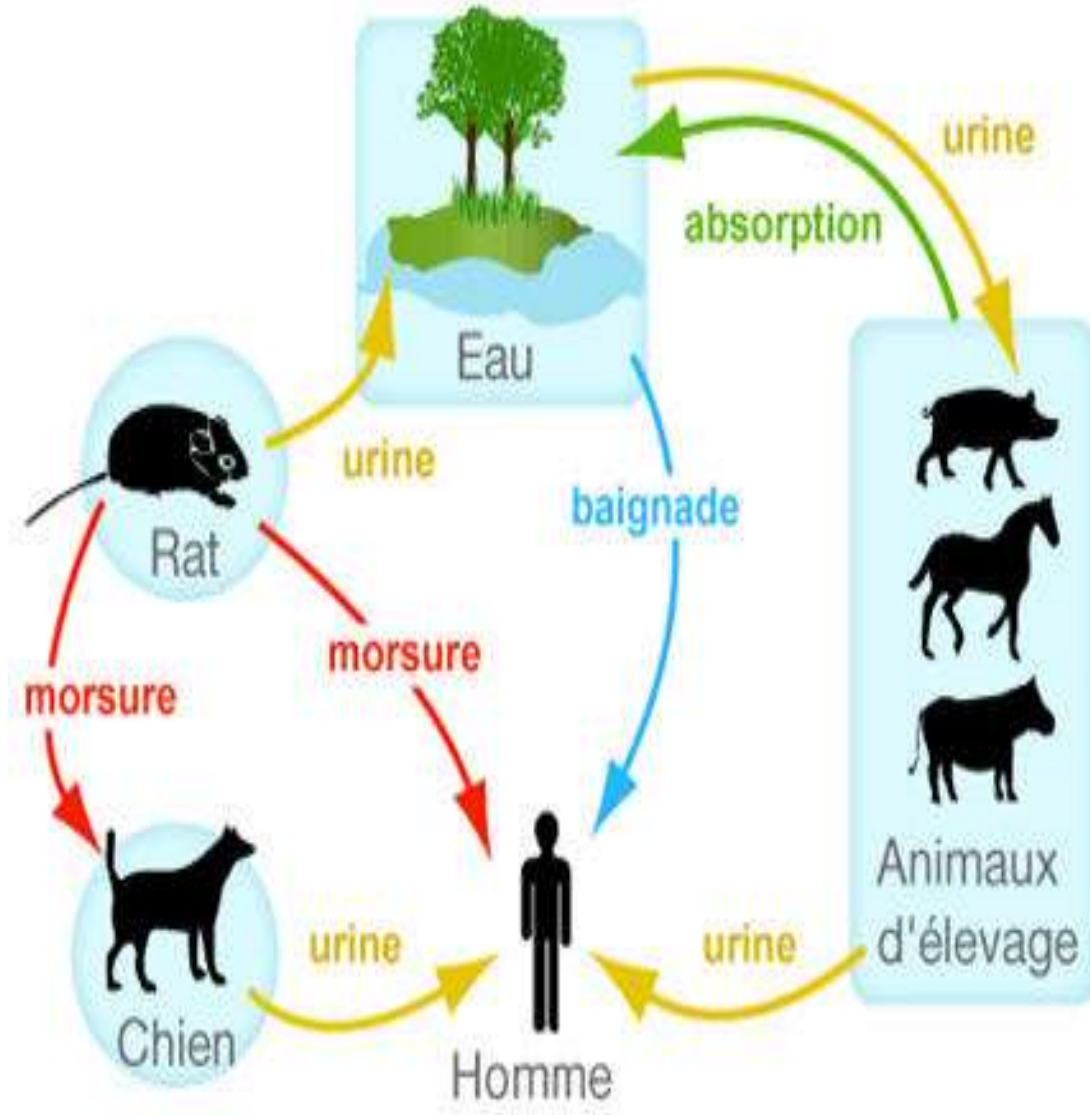 urine
absorption
Eau
urine
baignade
Rat
morsure
morsure
Animaux
d'élevage
urine
urine
Chien
Homme